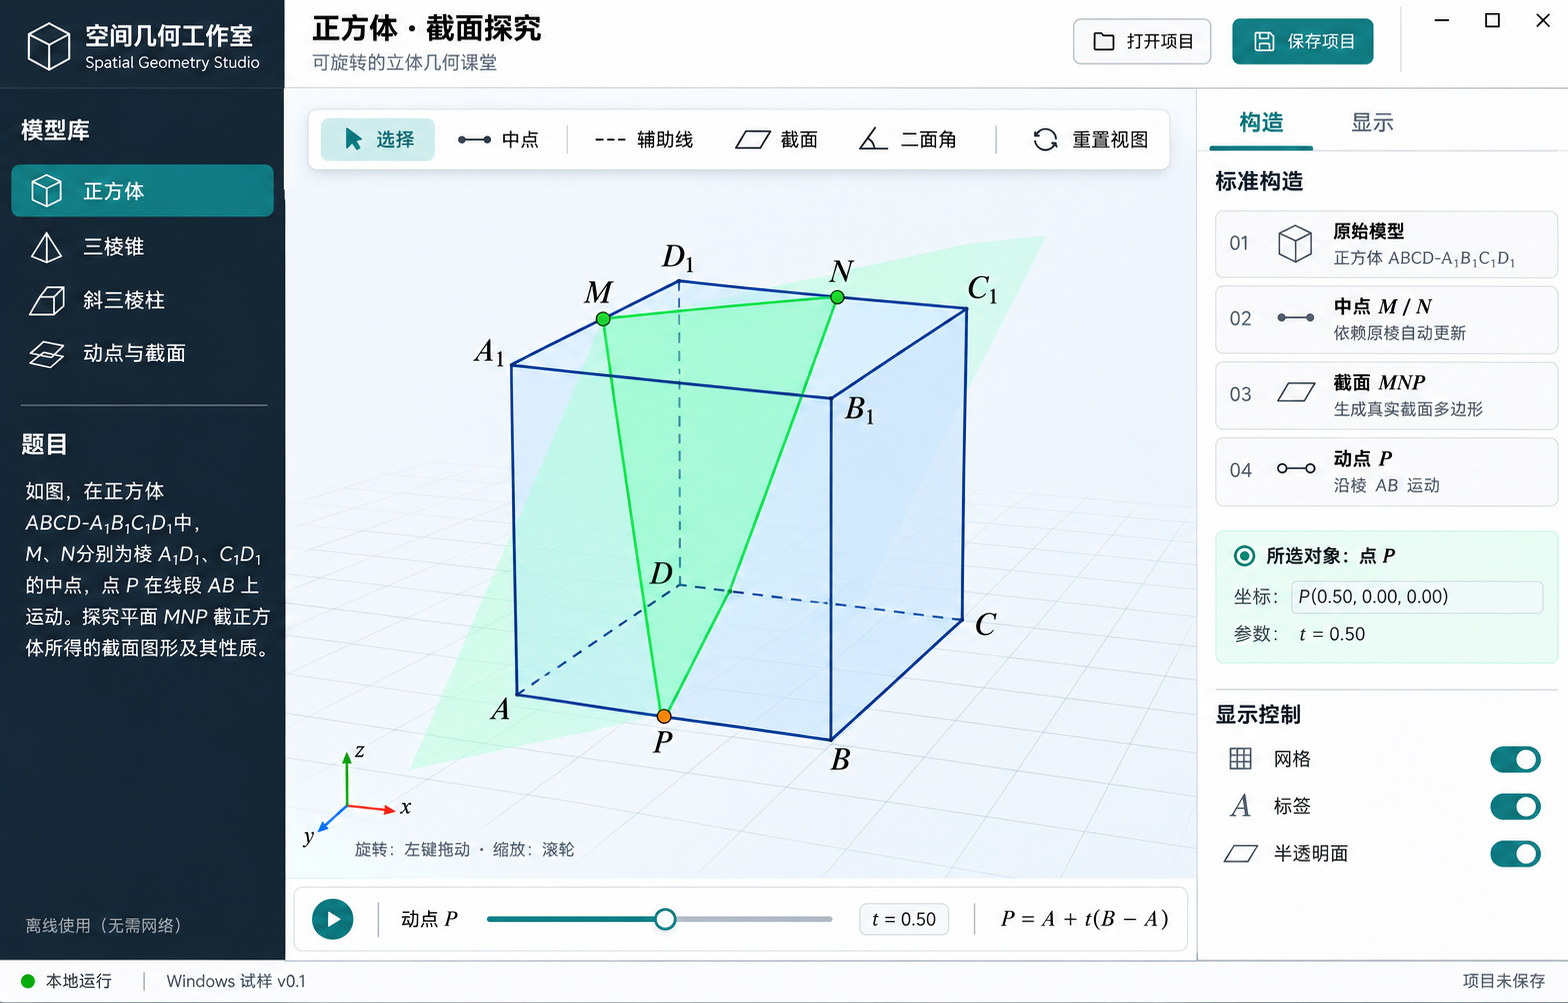 空间几何工作室
Spatial Geometry Studio
正方体·截面探究
可旋转的立体几何课堂
打开项目
保存项目
模型库
正方体
三棱锥
斜三棱柱
动点与截面
题目
如图，在正方体
ABCD-A₁B₁C₁D₁中，
M、N分别为棱 A₁D₁、C₁D₁
的中点，点 P 在线段 AB 上
运动。探究平面 MNP 截正方
体所得的截面图形及其性质。
离线使用（无需网络）
选择
中点
辅助线
截面
二面角
重置视图
D₁
N
M
C₁
A₁
B₁
D
C
A
P
B
z
x
y
旋转：左键拖动 · 缩放：滚轮
动点 P
t = 0.50
P = A + t(B − A)
构造
显示
标准构造
01
原始模型
正方体 ABCD-A₁B₁C₁D₁
02
中点 M / N
依赖原棱自动更新
03
截面 MNP
生成真实截面多边形
04
动点 P
沿棱 AB 运动
所选对象：点 P
坐标： P(0.50, 0.00, 0.00)
参数： t = 0.50
显示控制
网格
A 标签
半透明面
本地运行
Windows 试样 v0.1
项目未保存